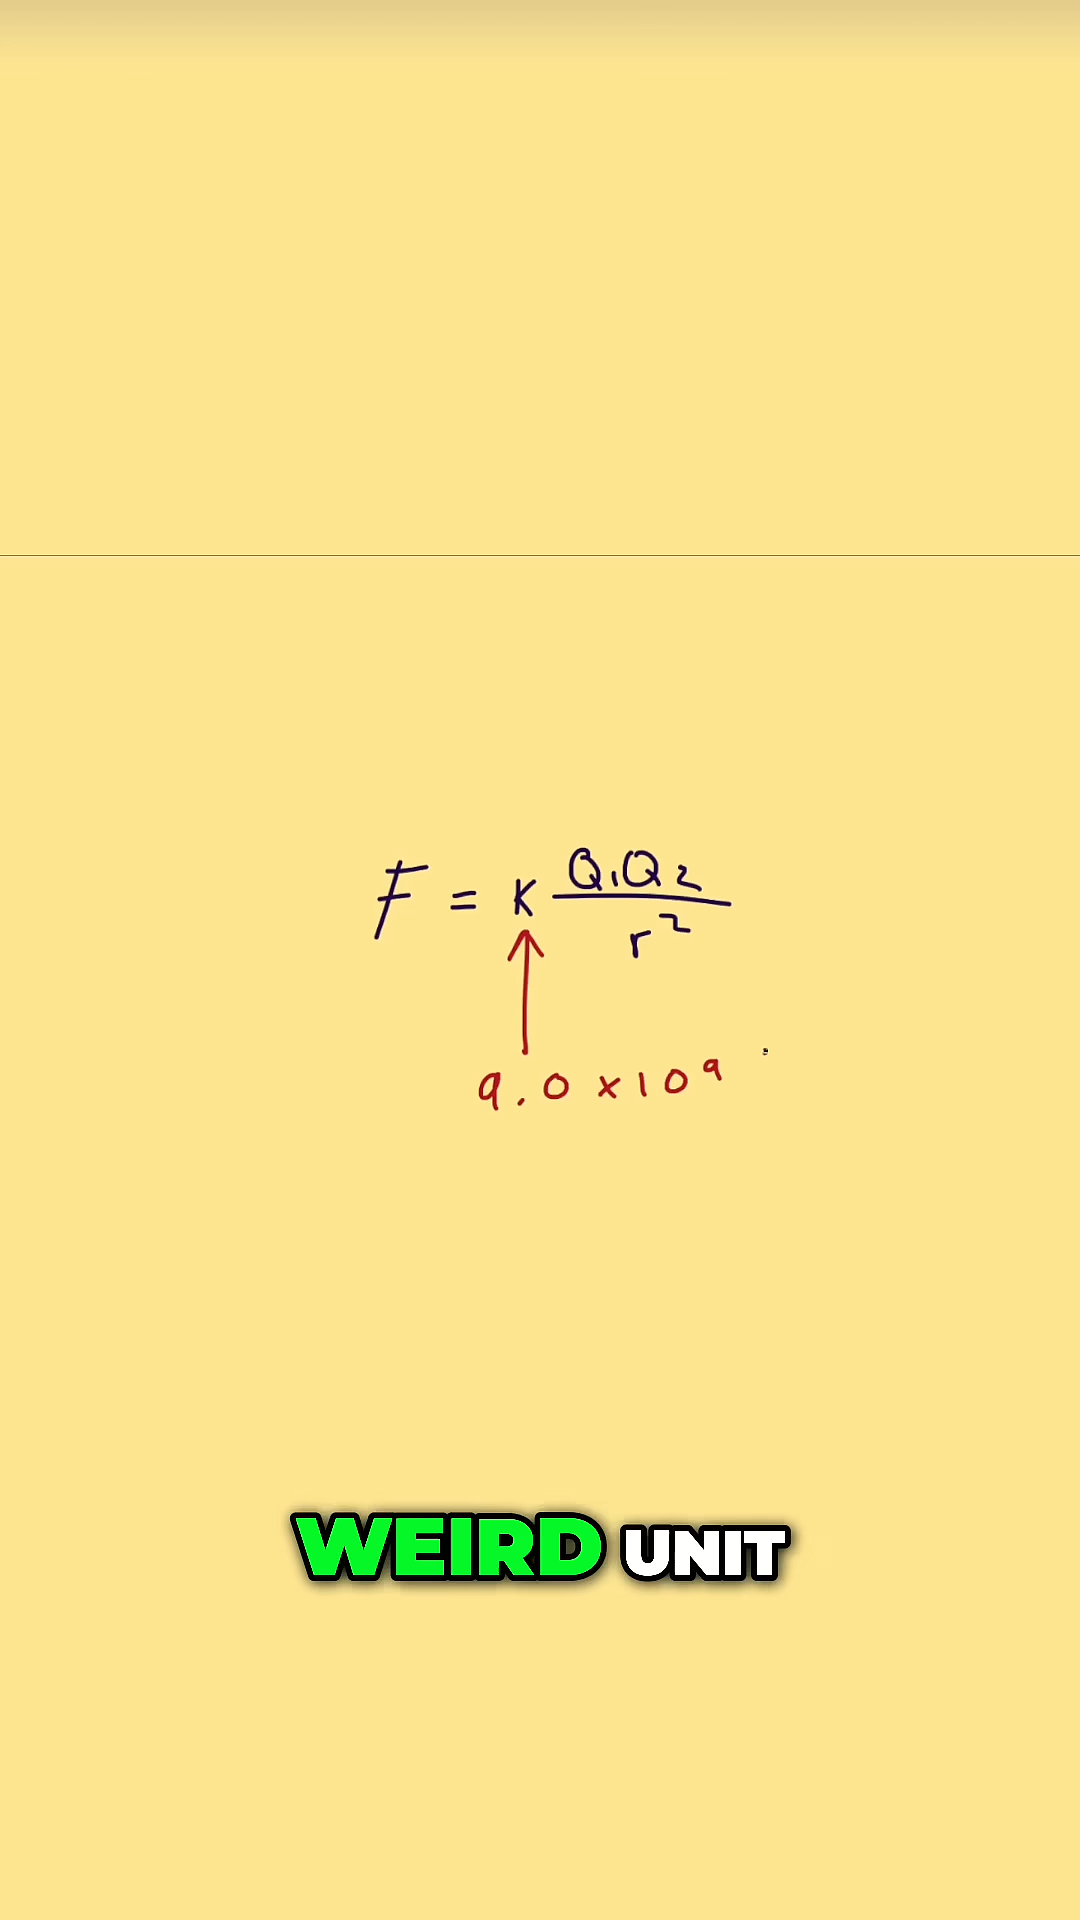 F = K Q₁Q₂ / r²
9.0 x 10⁹
WEIRD UNIT